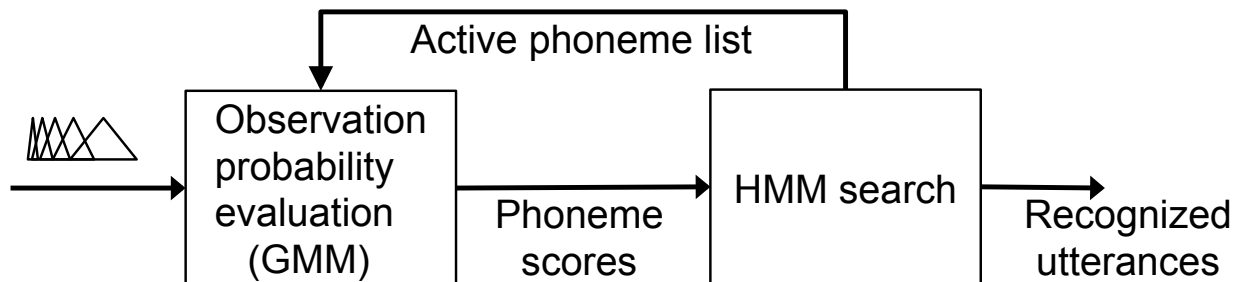 Active phoneme list
Observation
probability
evaluation
(GMM)
Phoneme
scores
HMM search
Recognized
utterances